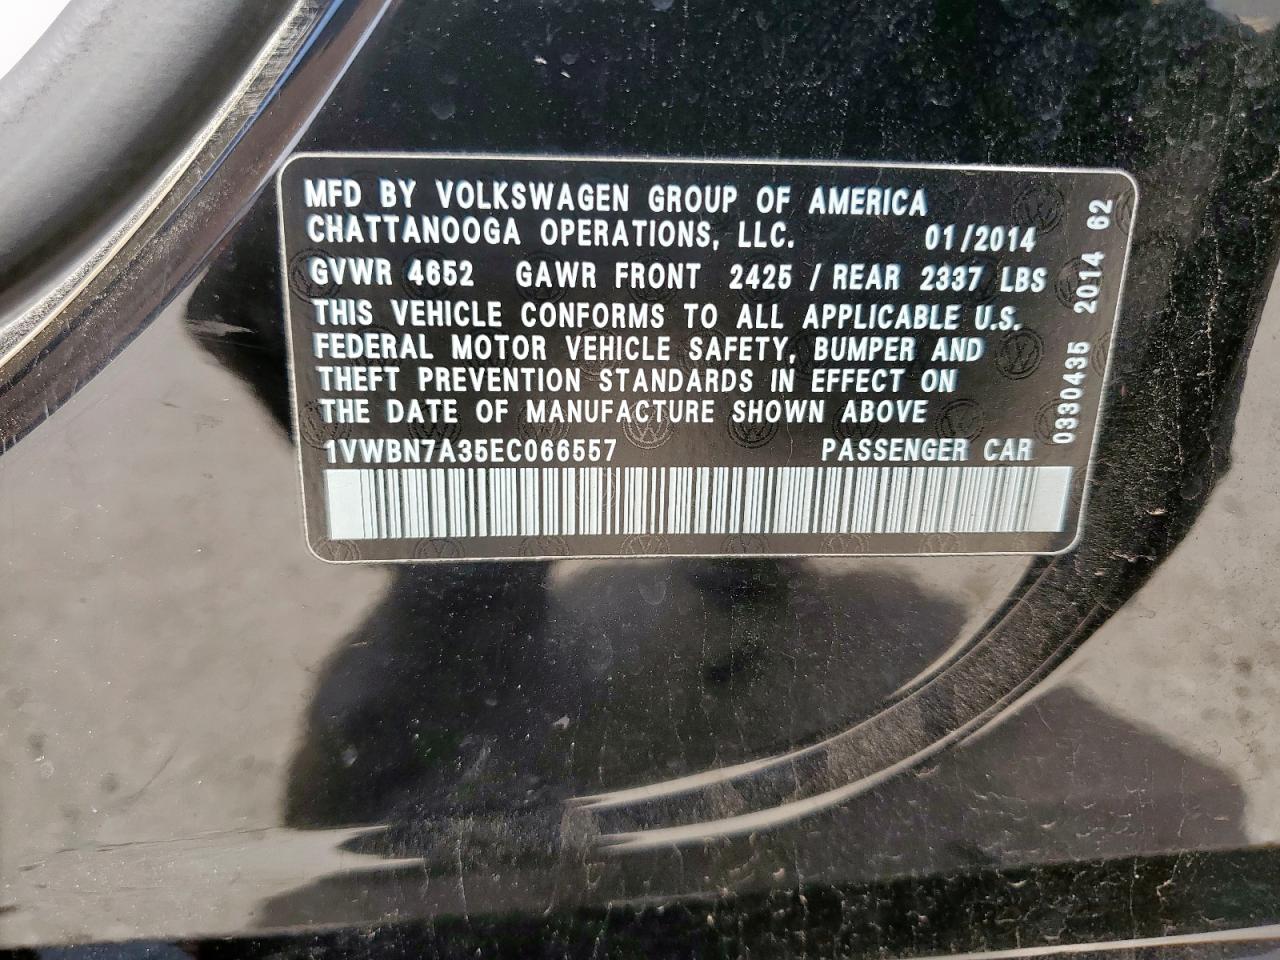 MFD BY VOLKSWAGEN GROUP OF AMERICA
CHATTANOOGA OPERATIONS, LLC. 01/2014
GVWR 4652 GAWR FRONT 2425 / REAR 2337 LBS
THIS VEHICLE CONFORMS TO ALL APPLICABLE U.S.
FEDERAL MOTOR VEHICLE SAFETY, BUMPER AND
THEFT PREVENTION STANDARDS IN EFFECT ON
THE DATE OF MANUFACTURE SHOWN ABOVE
1VWBN7A35EC066557 PASSENGER CAR
0330435 2014 62